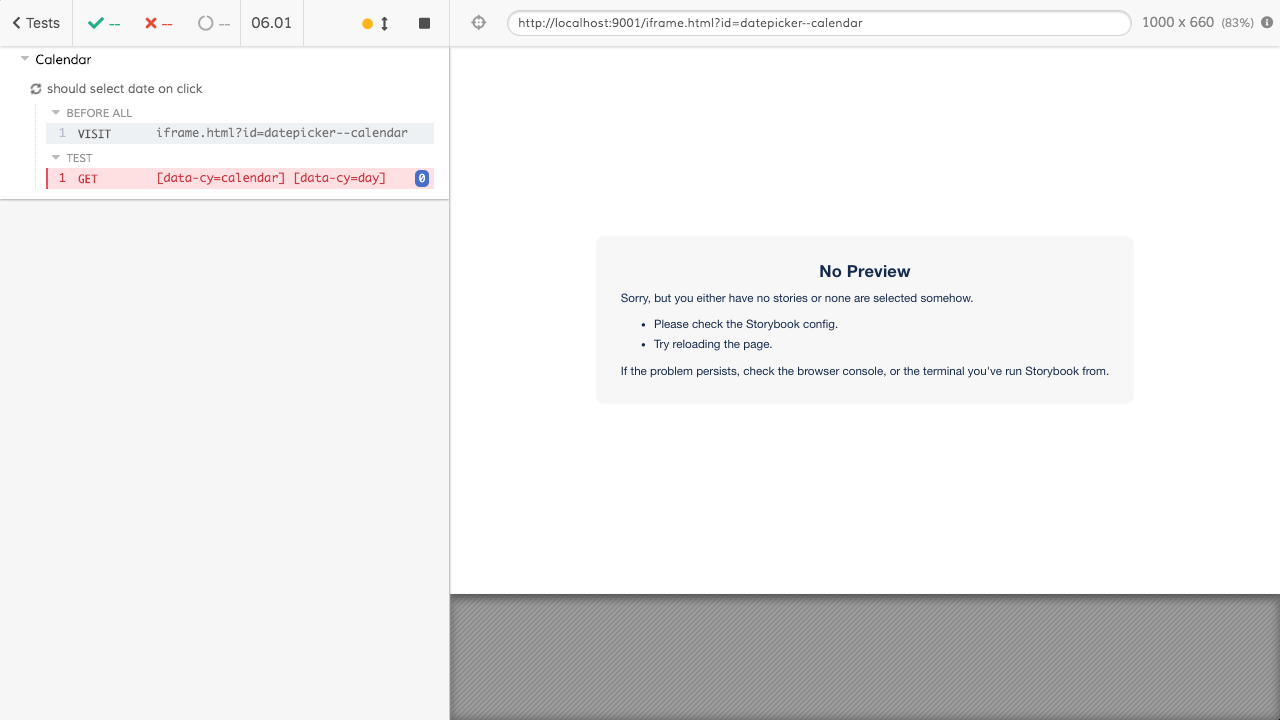 Tests -- -- -- 06.01 http://localhost:9001/iframe.html?id=datepicker--calendar 1000 x 660 (83%)
Calendar
should select date on click
BEFORE ALL
1 VISIT iframe.html?id=datepicker--calendar
TEST
1 GET [data-cy=calendar] [data-cy=day] 0
No Preview
Sorry, but you either have no stories or none are selected somehow.
• Please check the Storybook config.
• Try reloading the page.
If the problem persists, check the browser console, or the terminal you've run Storybook from.